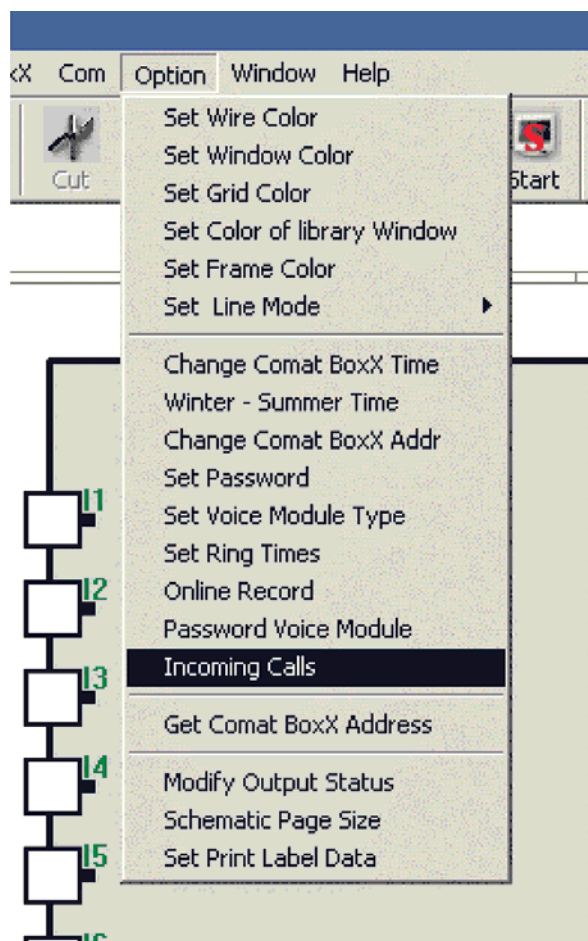 xX Com Option Window Help
Cut
Start
Set Wire Color
Set Window Color
Set Grid Color
Set Color of library Window
Set Frame Color
Set Line Mode
Change Comat BoxX Time
Winter - Summer Time
Change Comat BoxX Addr
Set Password
Set Voice Module Type
Set Ring Times
Online Record
Password Voice Module
Incoming Calls
Get Comat BoxX Address
Modify Output Status
Schematic Page Size
Set Print Label Data
I1
I2
I3
I4
I5
I6